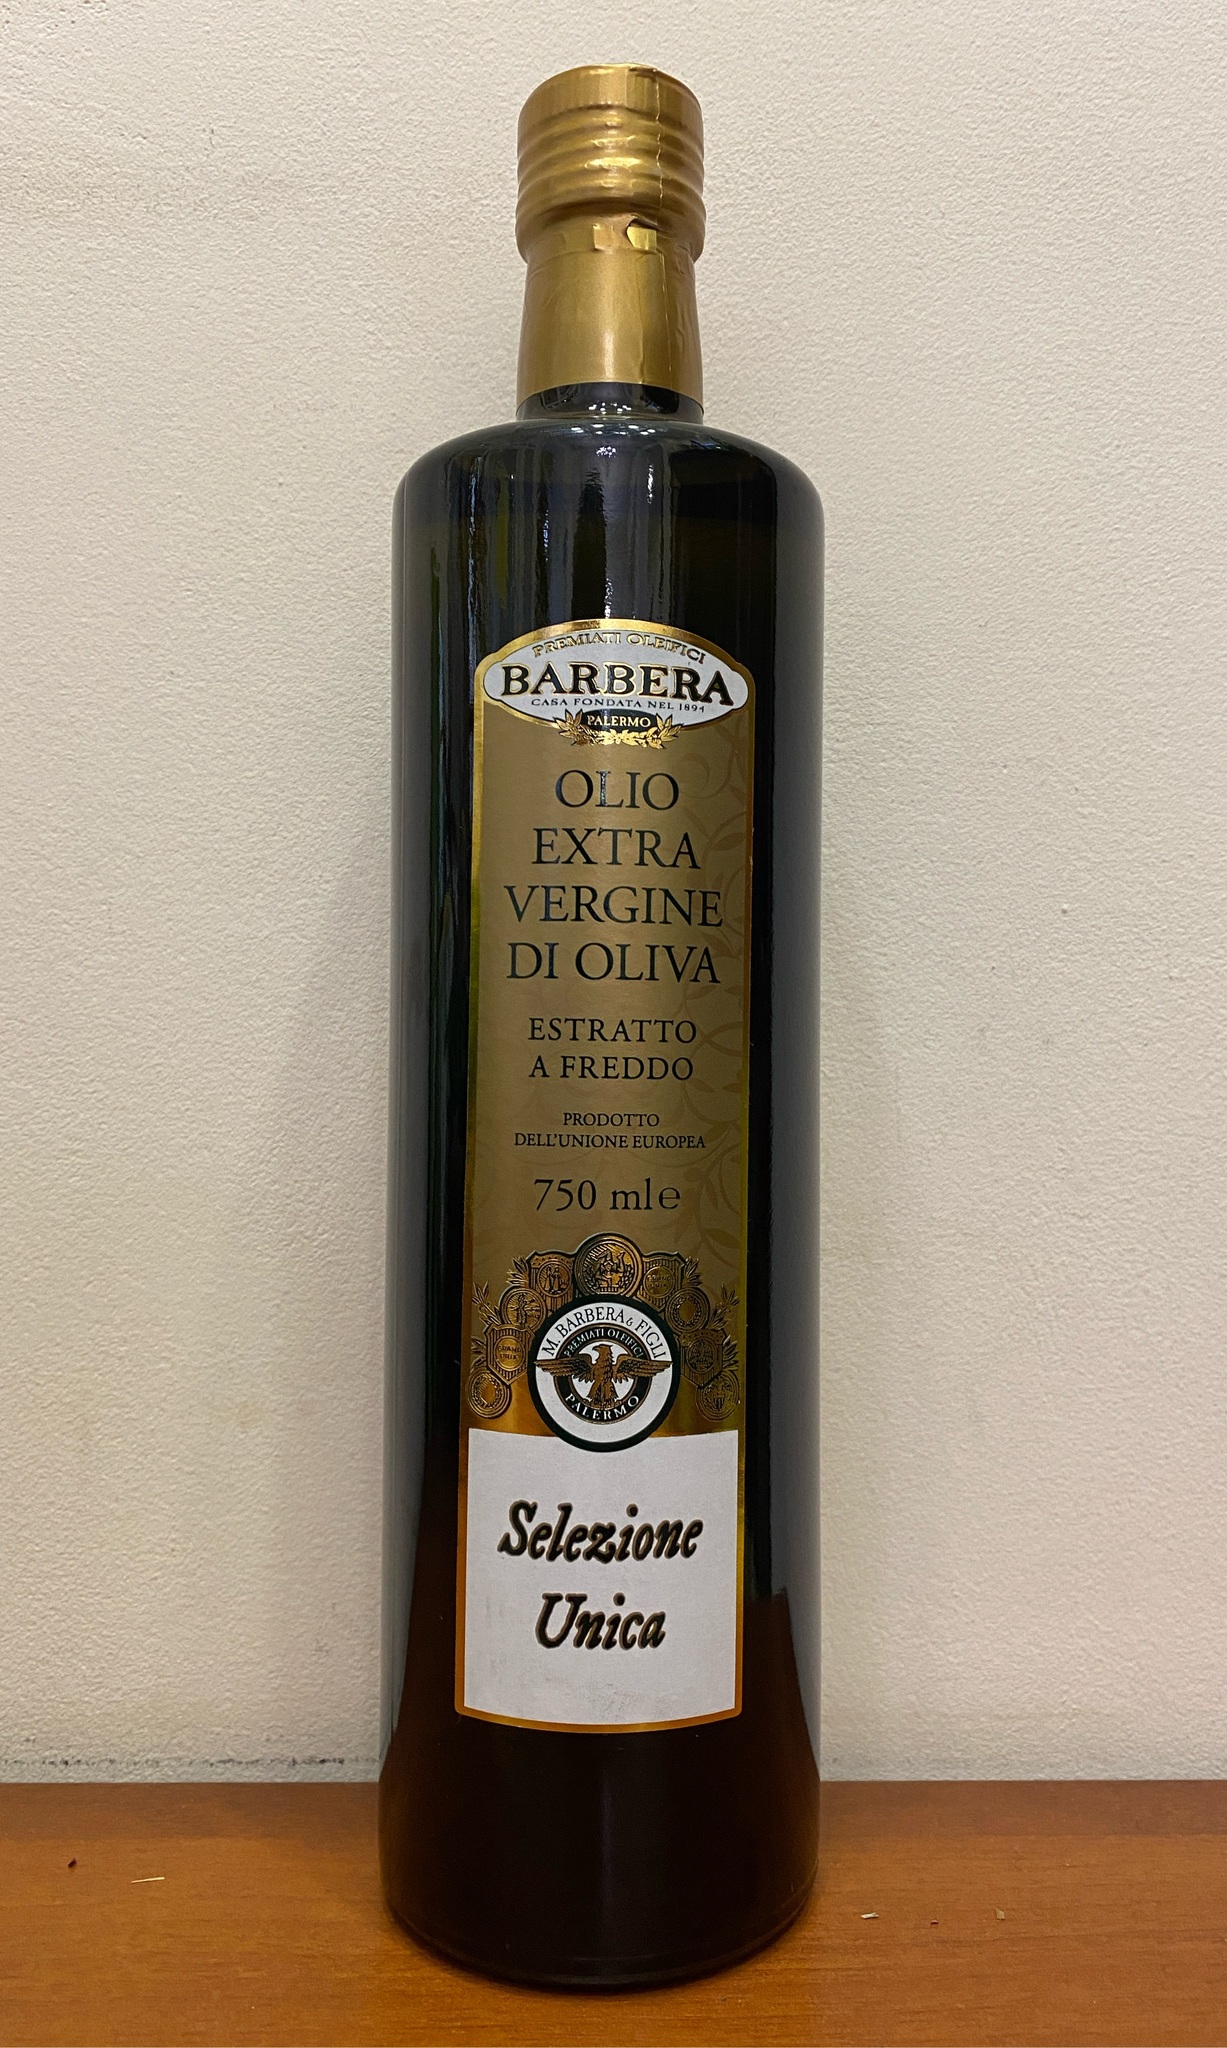 PREMIATI OLEIFICI
BARBERA
CASA FONDATA NEL 1894
PALERMO
OLIO
EXTRA
VERGINE
DI OLIVA
ESTRATTO
A FREDDO
PRODOTTO
DELL'UNIONE EUROPEA
750 ml ℮
M. BARBERA & FIGLI
PREMIATI OLEIFICI
PALERMO
Selezione
Unica